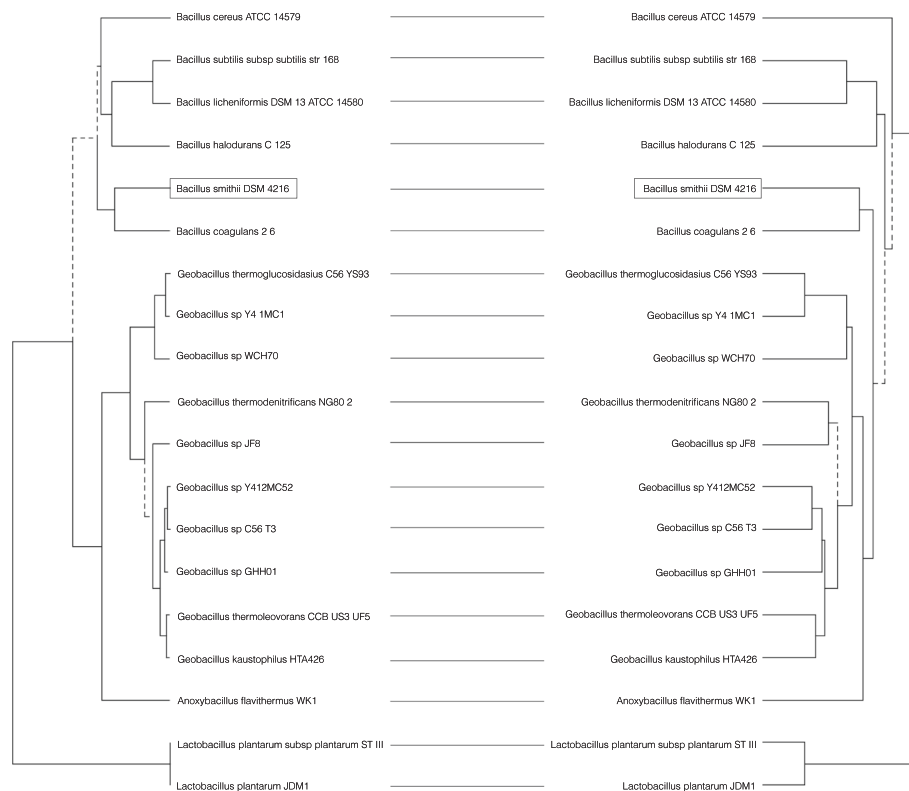 Bacillus cereus ATCC 14579 Bacillus cereus ATCC 14579
Bacillus subtilis subsp subtilis str 168 Bacillus subtilis subsp subtilis str 168
Bacillus licheniformis DSM 13 ATCC 14580 Bacillus licheniformis DSM 13 ATCC 14580
Bacillus halodurans C 125 Bacillus halodurans C 125
Bacillus smithii DSM 4216 Bacillus smithii DSM 4216
Bacillus coagulans 2 6 Bacillus coagulans 2 6
Geobacillus thermoglucosidasius C56 YS93 Geobacillus thermoglucosidasius C56 YS93
Geobacillus sp Y4 1MC1 Geobacillus sp Y4 1MC1
Geobacillus sp WCH70 Geobacillus sp WCH70
Geobacillus thermodenitrificans NG80 2 Geobacillus thermodenitrificans NG80 2
Geobacillus sp JF8 Geobacillus sp JF8
Geobacillus sp Y412MC52 Geobacillus sp Y412MC52
Geobacillus sp C56 T3 Geobacillus sp C56 T3
Geobacillus sp GHH01 Geobacillus sp GHH01
Geobacillus thermoleovorans CCB US3 UF5 Geobacillus thermoleovorans CCB US3 UF5
Geobacillus kaustophilus HTA426 Geobacillus kaustophilus HTA426
Anoxybacillus flavithermus WK1 Anoxybacillus flavithermus WK1
Lactobacillus plantarum subsp plantarum ST III Lactobacillus plantarum subsp plantarum ST III
Lactobacillus plantarum JDM1 Lactobacillus plantarum JDM1